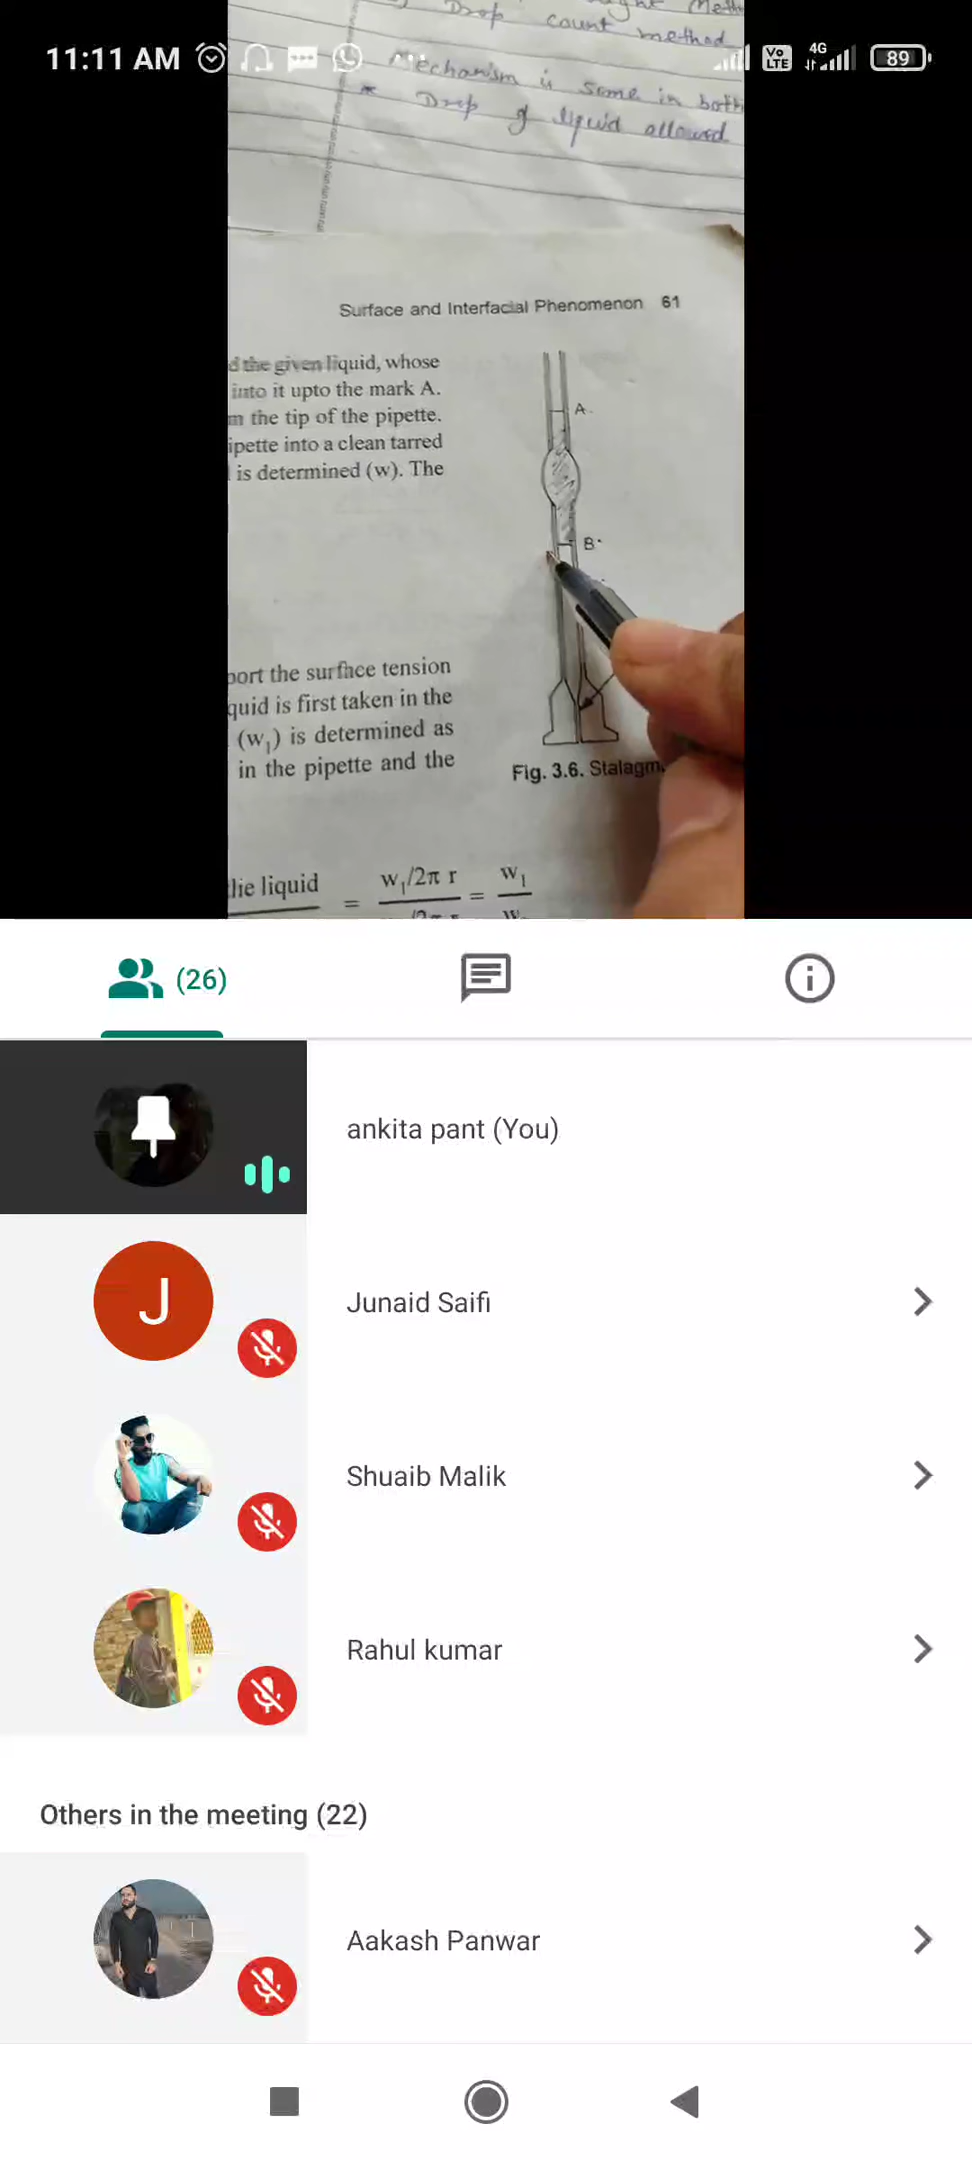 11:11 AM
4G
Vo
LTE
89
Drop count method
Mechanism is same in both
* Drop of liquid allowed
Surface and Interfacial Phenomenon 61
d the given liquid, whose
into it upto the mark A.
m the tip of the pipette.
ipette into a clean tarred
is determined (w). The
A
B
port the surface tension
quid is first taken in the
(w₁) is determined as
in the pipette and the
Fig. 3.6. Stalagm
lie liquid = w₁/2π r = w₁
(26)
ankita pant (You)
J
Junaid Saifi
Shuaib Malik
Rahul kumar
Others in the meeting (22)
Aakash Panwar